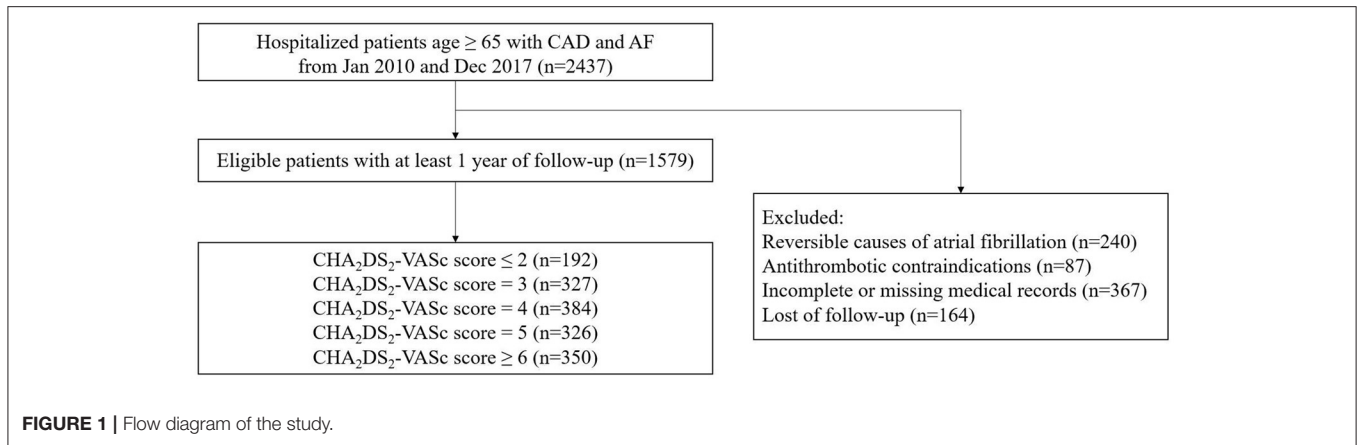 Hospitalized patients age ≥ 65 with CAD and AF
from Jan 2010 and Dec 2017 (n=2437)
Eligible patients with at least 1 year of follow-up (n=1579)
Excluded:
Reversible causes of atrial fibrillation (n=240)
Antithrombotic contraindications (n=87)
Incomplete or missing medical records (n=367)
Lost of follow-up (n=164)
CHA₂DS₂-VASc score ≤ 2 (n=192)
CHA₂DS₂-VASc score = 3 (n=327)
CHA₂DS₂-VASc score = 4 (n=384)
CHA₂DS₂-VASc score = 5 (n=326)
CHA₂DS₂-VASc score ≥ 6 (n=350)
FIGURE 1 | Flow diagram of the study.